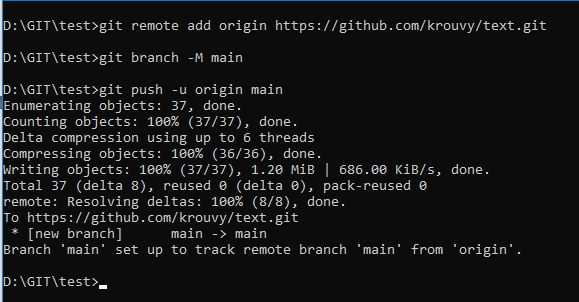 D:\GIT\test>git remote add origin https://github.com/krouvy/text.git
D:\GIT\test>git branch -M main
D:\GIT\test>git push -u origin main
Enumerating objects: 37, done.
Counting objects: 100% (37/37), done.
Delta compression using up to 6 threads
Compressing objects: 100% (36/36), done.
Writing objects: 100% (37/37), 1.20 MiB | 686.00 KiB/s, done.
Total 37 (delta 8), reused 0 (delta 0), pack-reused 0
remote: Resolving deltas: 100% (8/8), done.
To https://github.com/krouvy/text.git
 * [new branch]      main -> main
Branch 'main' set up to track remote branch 'main' from 'origin'.
D:\GIT\test>